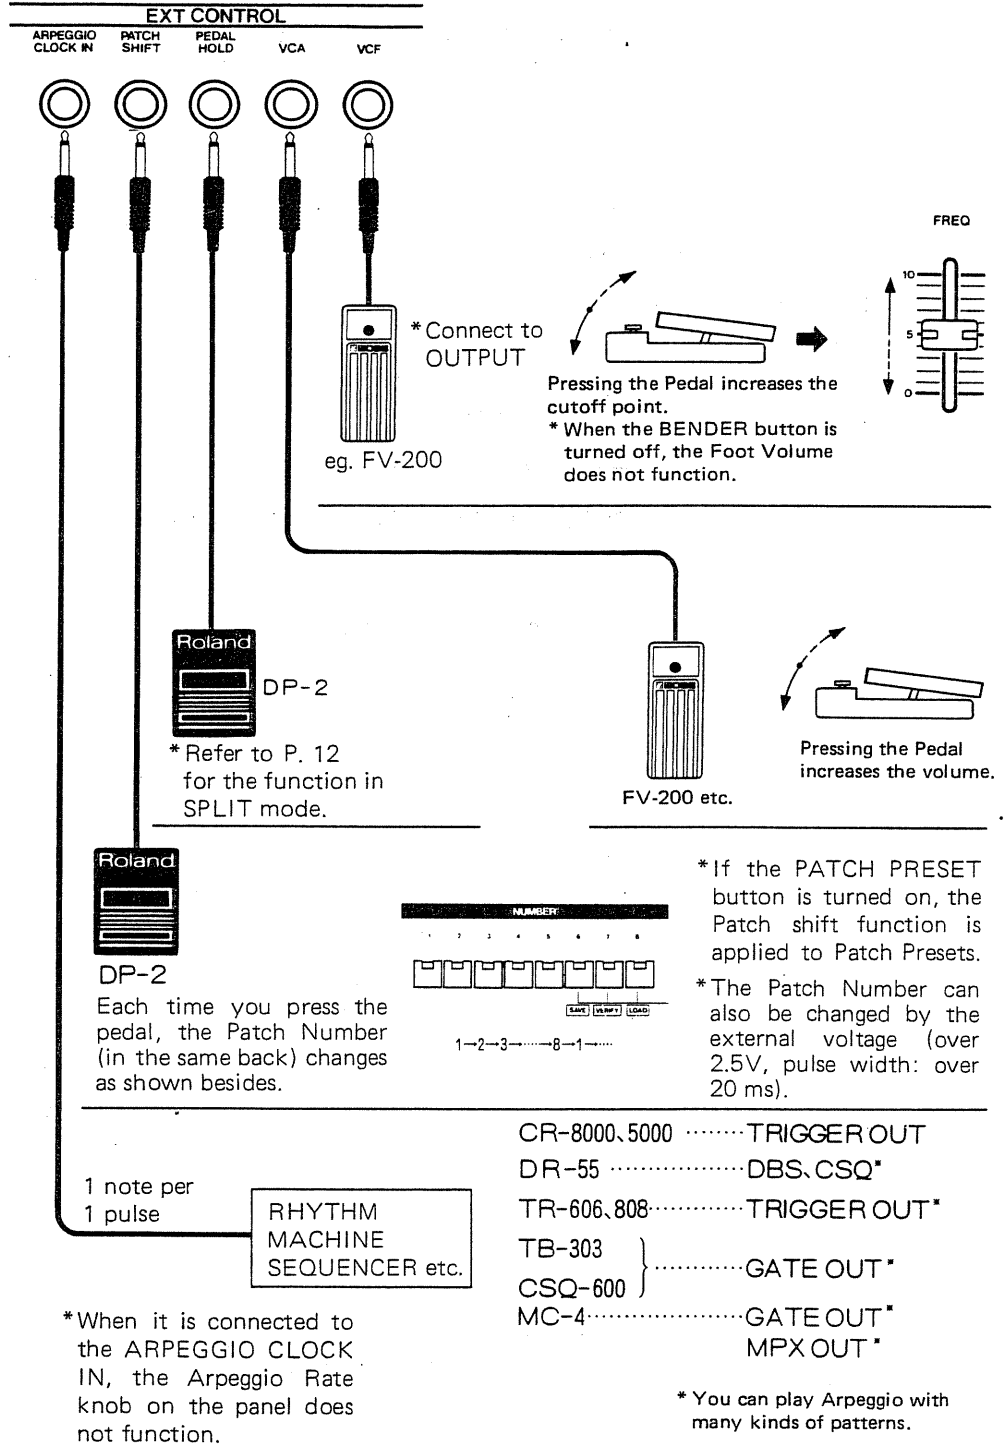 EXT CONTROL
ARPEGGIO CLOCK IN
PATCH SHIFT
PEDAL HOLD
VCA
VCF
FREQ
10
5
0
* Connect to
OUTPUT
eg. FV-200
Pressing the Pedal increases the
cutoff point.
* When the BENDER button is
turned off, the Foot Volume
does not function.
Roland
DP-2
* Refer to P. 12
for the function in
SPLIT mode.
FV-200 etc.
Pressing the Pedal
increases the volume.
Roland
DP-2
Each time you press the
pedal, the Patch Number
(in the same back) changes
as shown besides.
NUMBER
1 2 3 4 5 6 7 8
SAVE VERIFY LOAD
1→2→3→·····→8→1→····
* If the PATCH PRESET
button is turned on, the
Patch shift function is
applied to Patch Presets.
* The Patch Number can
also be changed by the
external voltage (over
2.5V, pulse width: over
20 ms).
1 note per
1 pulse
RHYTHM
MACHINE
SEQUENCER etc.
* When it is connected to
the ARPEGGIO CLOCK
IN, the Arpeggio Rate
knob on the panel does
not function.
CR-8000、5000 ········TRIGGER OUT
DR-55 ·················DBS、CSQ*
TR-606、808············TRIGGER OUT*
TB-303
CSQ-600
············GATE OUT*
MC-4····················GATE OUT*
MPX OUT*
* You can play Arpeggio with
many kinds of patterns.